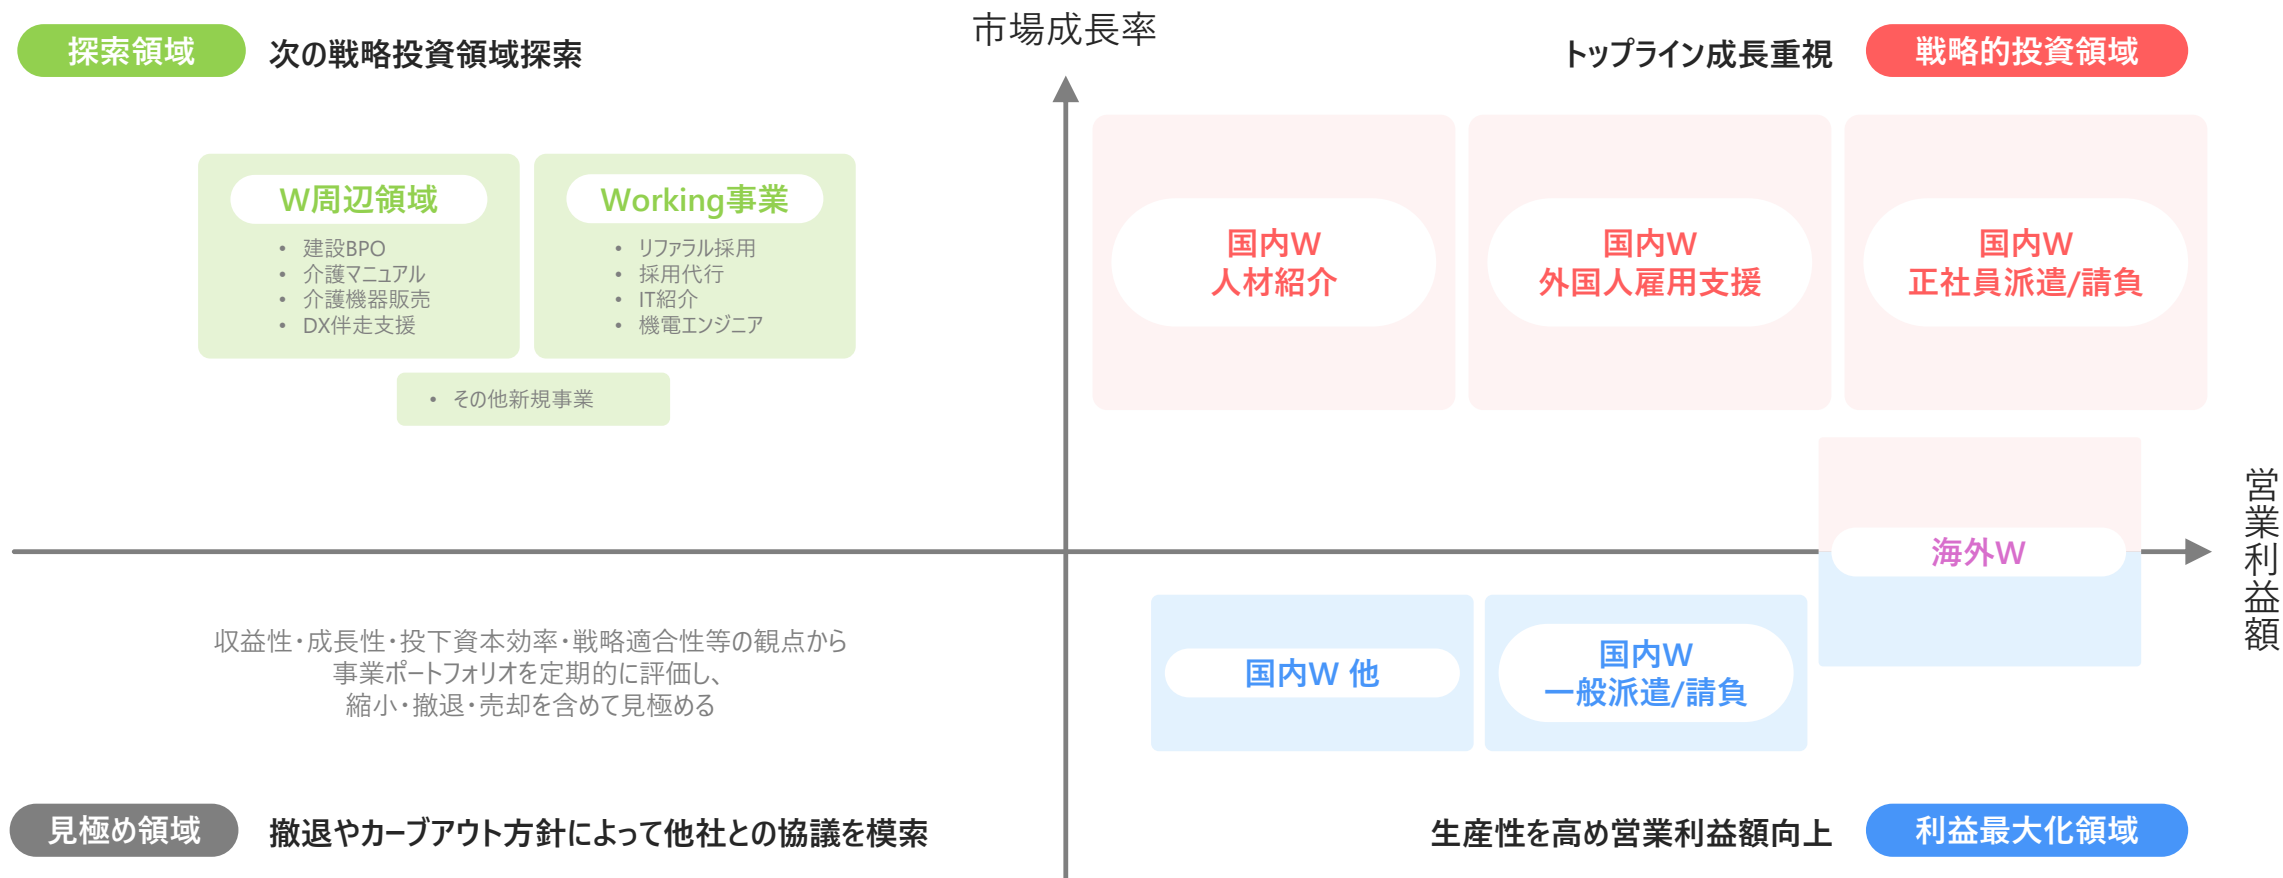 市場成長率
探索領域
次の戦略投資領域探索
トップライン成長重視
戦略的投資領域
W周辺領域
• 建設BPO
• 介護マニュアル
• 介護機器販売
• DX伴走支援
Working事業
• リファラル採用
• 採用代行
• IT紹介
• 機電エンジニア
• その他新規事業
国内W
人材紹介
国内W
外国人雇用支援
国内W
正社員派遣/請負
海外W
営業利益額
収益性・成長性・投下資本効率・戦略適合性等の観点から
事業ポートフォリオを定期的に評価し、
縮小・撤退・売却を含めて見極める
国内W 他
国内W
一般派遣/請負
見極め領域
撤退やカーブアウト方針によって他社との協議を模索
生産性を高め営業利益額向上
利益最大化領域